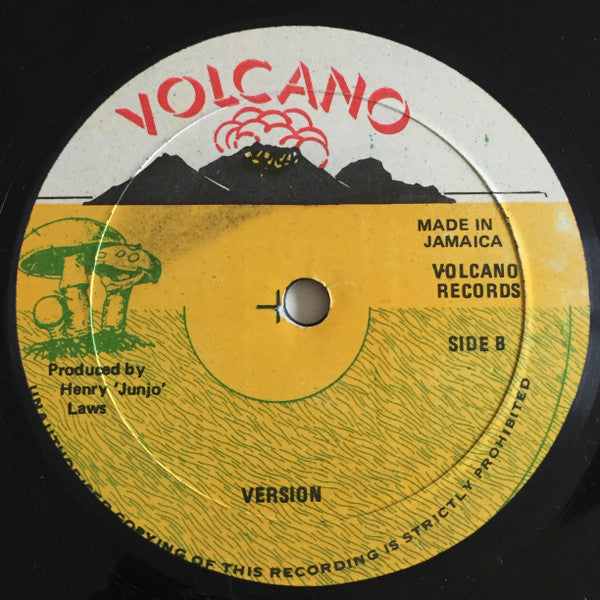 VOLCANO
MADE IN
JAMAICA
VOLCANO
RECORDS
SIDE B
Produced by
Henry 'Junjo'
Laws
VERSION
COPYING OF THIS RECORDING IS STRICTLY PROHIBITED